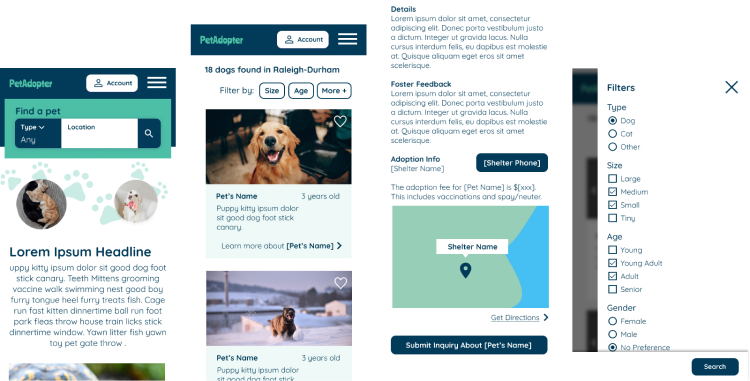 PetAdopter
Account
Find a pet
Type
Location
Any
Lorem Ipsum Headline
uppy kitty ipsum dolor sit good dog foot
stick canary. Teeth Mittens grooming
vaccine walk swimming nest good boy
furry tongue heel furry treats fish. Cage
run fast kitten dinnertime ball run foot
park fleas throw house train licks stick
dinnertime window. Yawn litter fish yawn
toy pet gate throw .
PetAdopter
Account
18 dogs found in Raleigh-Durham
Filter by:
Size
Age
More +
Pet's Name
3 years old
Puppy kitty ipsum dolor
sit good dog foot stick
canary.
Learn more about [Pet's Name]
Pet's Name
3 years old
Puppy kitty ipsum dolor
sit good dog foot stick
Details
Lorem ipsum dolor sit amet, consectetur
adipiscing elit. Donec porta vestibulum justo
a dictum. Integer ut gravida lacus. Nulla
cursus interdum felis, eu dapibus est molestie
at. Quisque aliquam eget eros sit amet
scelerisque.
Foster Feedback
Lorem ipsum dolor sit amet, consectetur
adipiscing elit. Donec porta vestibulum justo
a dictum. Integer ut gravida lacus. Nulla
cursus interdum felis, eu dapibus est molestie
at. Quisque aliquam eget eros sit amet
scelerisque.
Adoption Info
[Shelter Name]
[Shelter Phone]
The adoption fee for [Pet Name] is $[xxx].
This includes vaccinations and spay/neuter.
Shelter Name
Get Directions
Submit Inquiry About [Pet's Name]
Filters
Type
Dog
Cat
Other
Size
Large
Medium
Small
Tiny
Age
Young
Young Adult
Adult
Senior
Gender
Female
Male
No Preference
Search